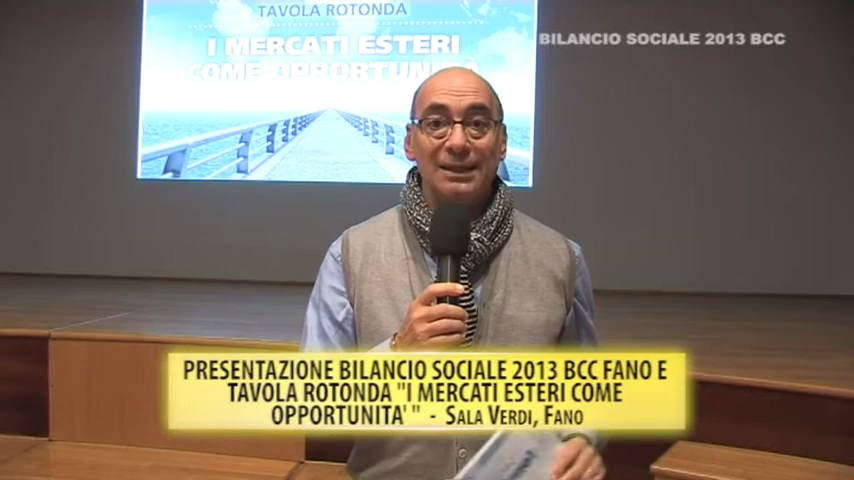 TAVOLA ROTONDA
I MERCATI ESTERI
COME OPPORTUNITÀ
BILANCIO SOCIALE 2013 BCC
PRESENTAZIONE BILANCIO SOCIALE 2013 BCC FANO E
TAVOLA ROTONDA "I MERCATI ESTERI COME
OPPORTUNITA' " - SALA VERDI, FANO